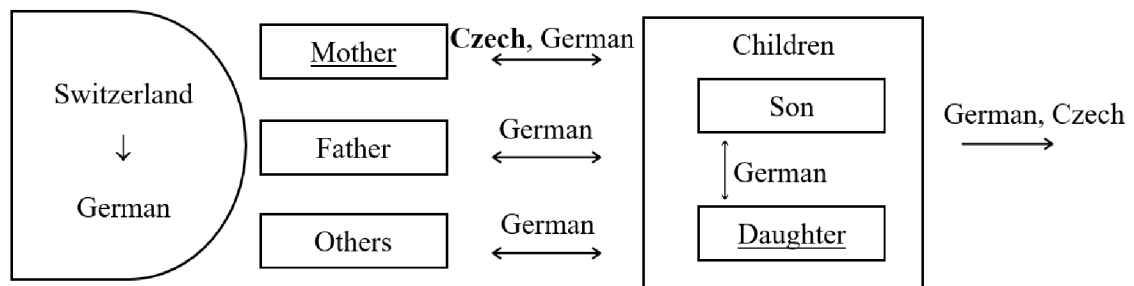 Switzerland
↓
German
Mother
Czech, German
Father
German
Others
German
Children
Son
German
Daughter
German, Czech